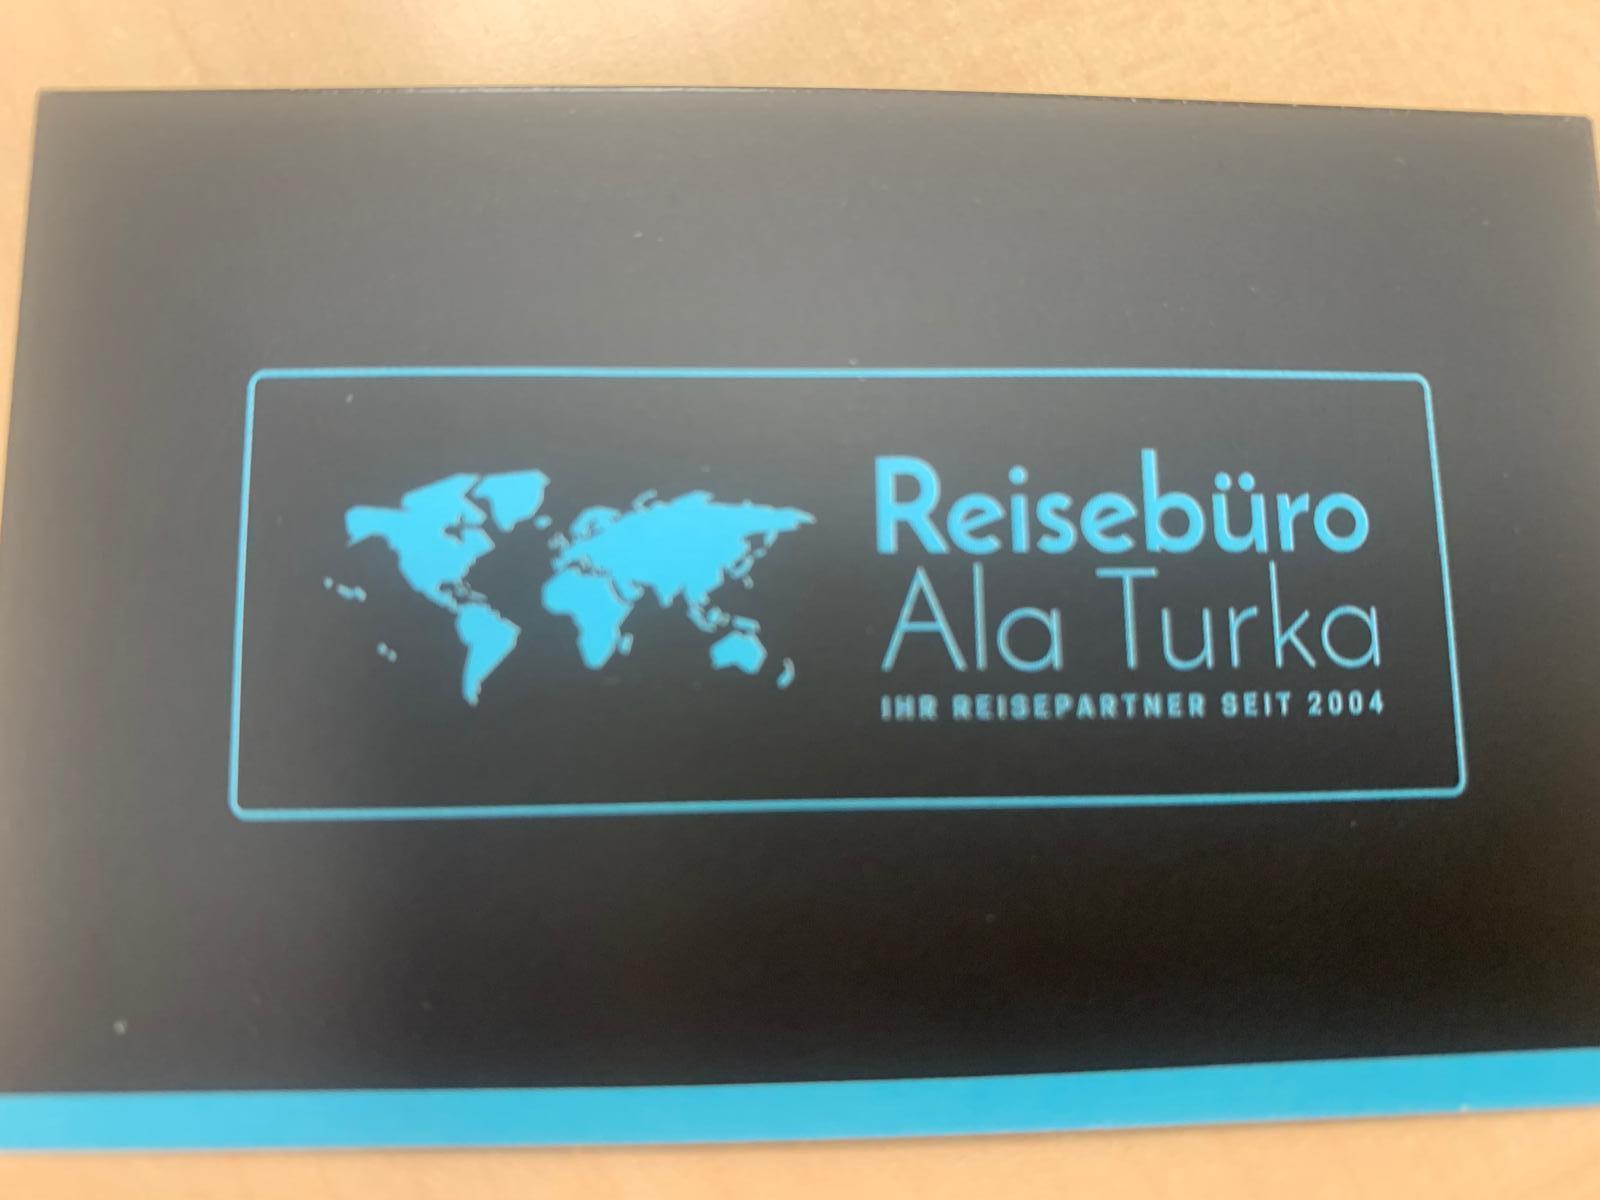 Reisebüro
Ala Turka
IHR REISEPARTNER SEIT 2004